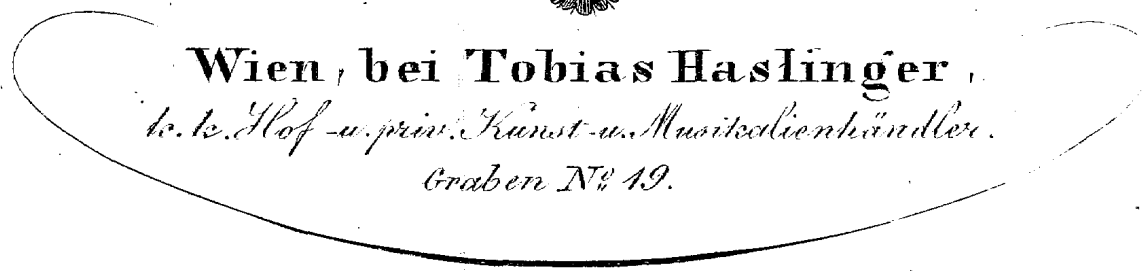 Wien, bei Tobias Haslinger,
k.k. Hof-u. priv. Kunst-u. Musikalienhändler.
Graben No 19.